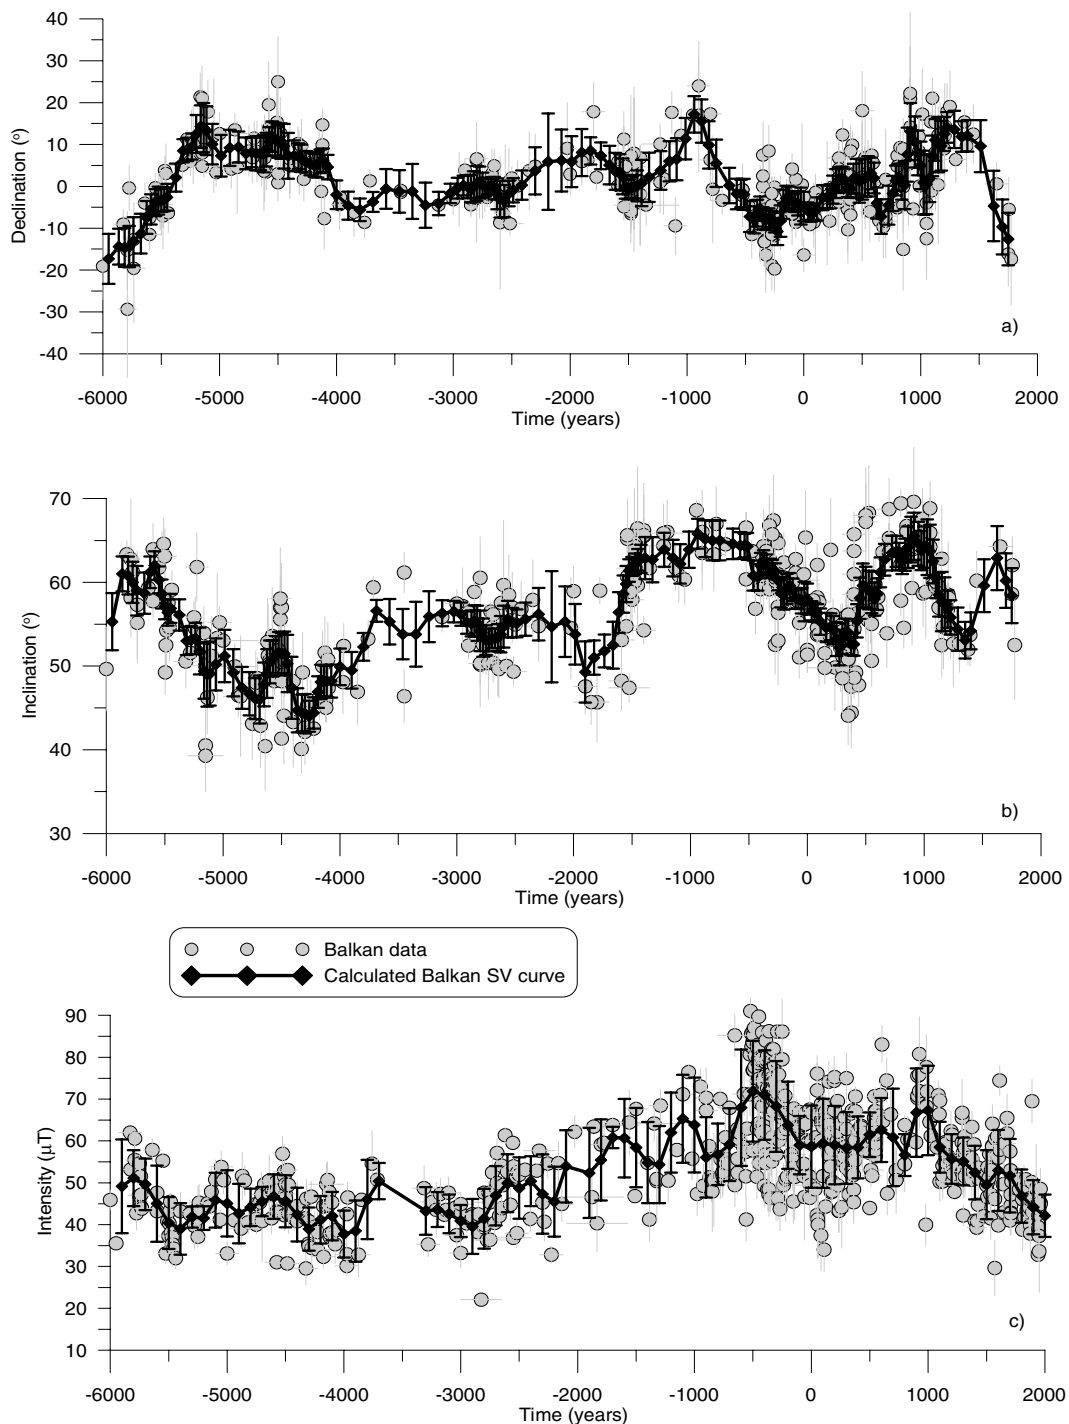 40
30
20
10
0
-10
-20
-30
-40
Declination (°)
a)
-6000 -5000 -4000 -3000 -2000 -1000 0 1000 2000
Time (years)
70
60
50
40
30
Inclination (°)
b)
-6000 -5000 -4000 -3000 -2000 -1000 0 1000 2000
Time (years)
Balkan data
Calculated Balkan SV curve
90
80
70
60
50
40
30
20
10
Intensity (μT)
c)
-6000 -5000 -4000 -3000 -2000 -1000 0 1000 2000
Time (years)